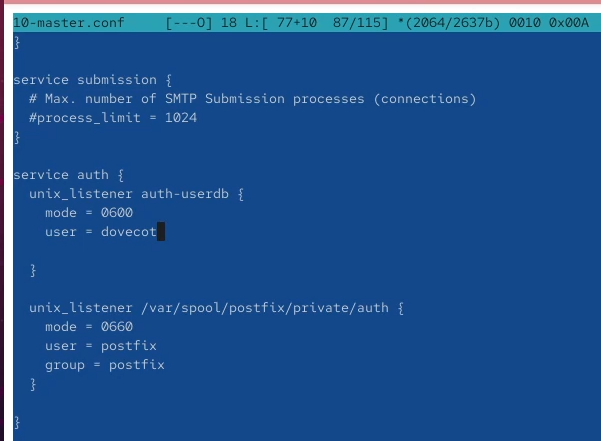 10-master.conf [---O] 18 L:[ 77+10 87/115] *(2064/2637b) 0010 0x00A
}
service submission {
# Max. number of SMTP Submission processes (connections)
#process_limit = 1024
}
service auth {
unix_listener auth-userdb {
mode = 0600
user = dovecot
}
unix_listener /var/spool/postfix/private/auth {
mode = 0660
user = postfix
group = postfix
}
}